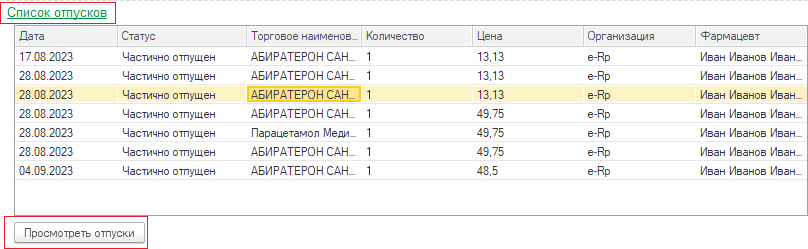 Список отпусков
Дата Статус Торговое наименов... Количество Цена Организация Фармацевт
17.08.2023 Частично отпущен АБИРАТЕРОН САН... 1 13,13 e-Rp Иван Иванов Иван...
28.08.2023 Частично отпущен АБИРАТЕРОН САН... 1 13,13 e-Rp Иван Иванов Иван...
28.08.2023 Частично отпущен АБИРАТЕРОН САН... 1 13,13 e-Rp Иван Иванов Иван...
28.08.2023 Частично отпущен АБИРАТЕРОН САН... 1 49,75 e-Rp Иван Иванов Иван...
28.08.2023 Частично отпущен Парацетамол Меди... 1 49,75 e-Rp Иван Иванов Иван...
28.08.2023 Частично отпущен АБИРАТЕРОН САН... 1 49,75 e-Rp Иван Иванов Иван...
04.09.2023 Частично отпущен АБИРАТЕРОН САН... 1 48,5 e-Rp Иван Иванов Иван...
Просмотреть отпуски